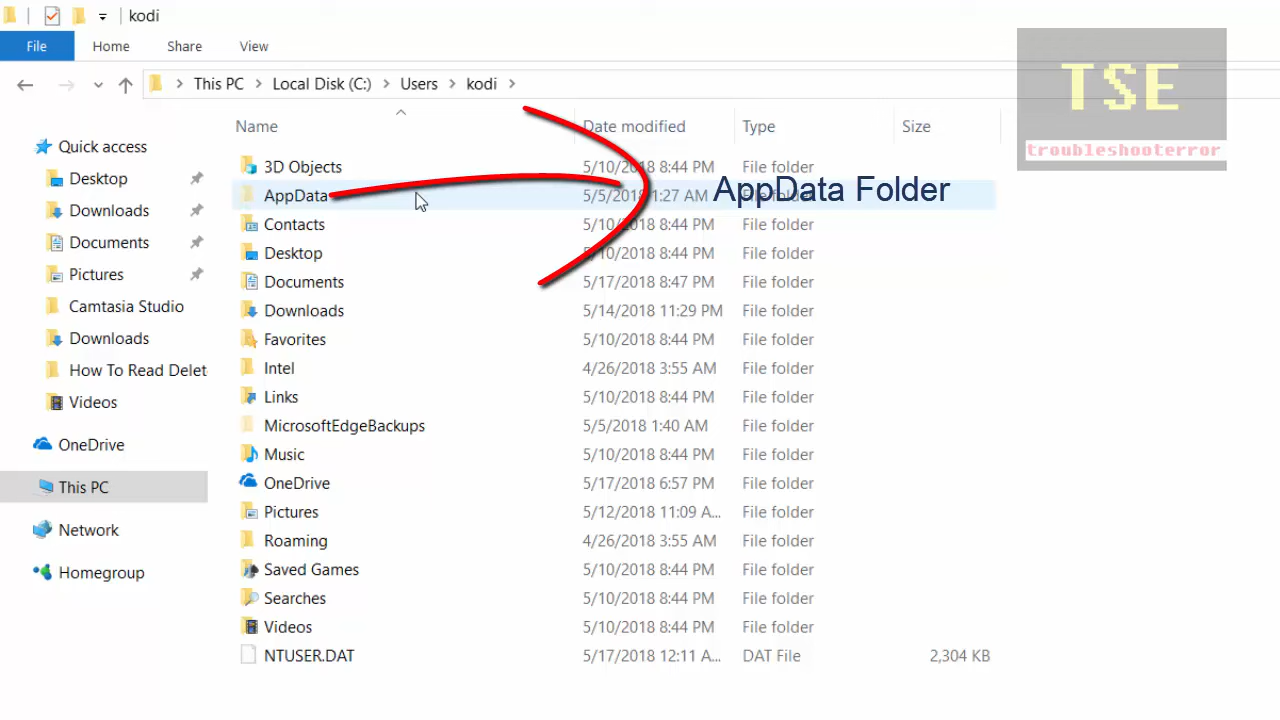 kodi
File Home Share View
This PC Local Disk (C:) Users kodi
TSE
troubleshooterror
Name Date modified Type Size
Quick access
Desktop
Downloads
Documents
Pictures
Camtasia Studio
Downloads
How To Read Delet
Videos
OneDrive
This PC
Network
Homegroup
3D Objects 5/10/2018 8:44 PM File folder
AppData 5/5/2018 1:27 AM File folder
AppData Folder
Contacts 5/10/2018 8:44 PM File folder
Desktop 5/10/2018 8:44 PM File folder
Documents 5/17/2018 8:47 PM File folder
Downloads 5/14/2018 11:29 PM File folder
Favorites 5/10/2018 8:44 PM File folder
Intel 4/26/2018 3:55 AM File folder
Links 5/10/2018 8:44 PM File folder
MicrosoftEdgeBackups 5/5/2018 1:40 AM File folder
Music 5/10/2018 8:44 PM File folder
OneDrive 5/17/2018 6:57 PM File folder
Pictures 5/12/2018 11:09 A... File folder
Roaming 4/26/2018 3:55 AM File folder
Saved Games 5/10/2018 8:44 PM File folder
Searches 5/10/2018 8:44 PM File folder
Videos 5/10/2018 8:44 PM File folder
NTUSER.DAT 5/17/2018 12:11 A... DAT File 2,304 KB